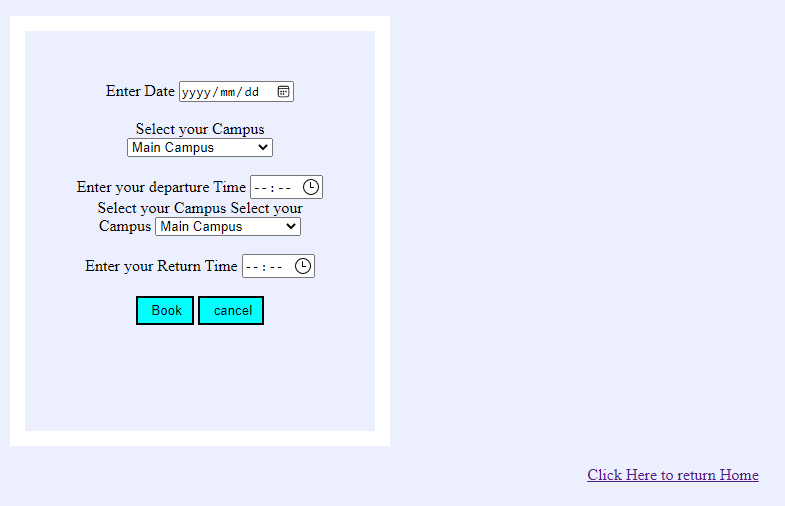 Enter Date yyyy/mm/dd
Select your Campus
Main Campus
Enter your departure Time --:--
Select your Campus Select your
Campus Main Campus
Enter your Return Time --:--
Book cancel
Click Here to return Home